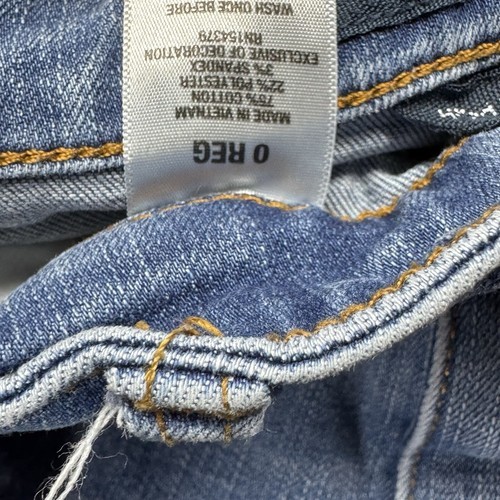 0 REG
MADE IN VIETNAM
75% COTTON
22% POLYESTER
3% SPANDEX
EXCLUSIVE OF DECORATION
RN154379
WASH ONCE BEFORE